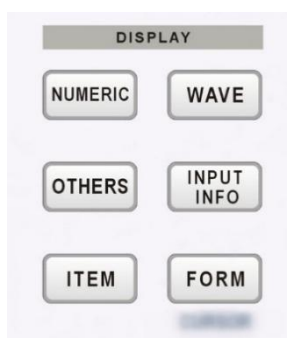 DISPLAY
NUMERIC
WAVE
OTHERS
INPUT
INFO
ITEM
FORM